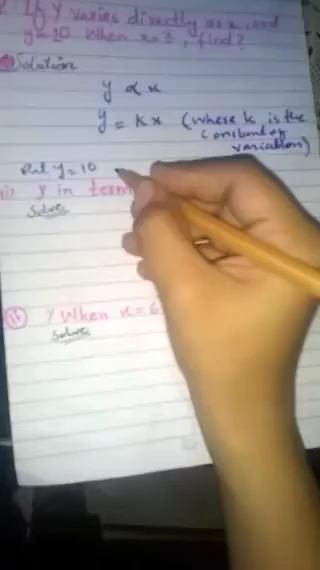 If Y varies directly as x, and
y=10 when x=3, find?
Solution
y ∝ x
y = kx (where k is the
constant of
variation)
Put y=10
i) y in term
Solve
ii) Y When x=6
Solve